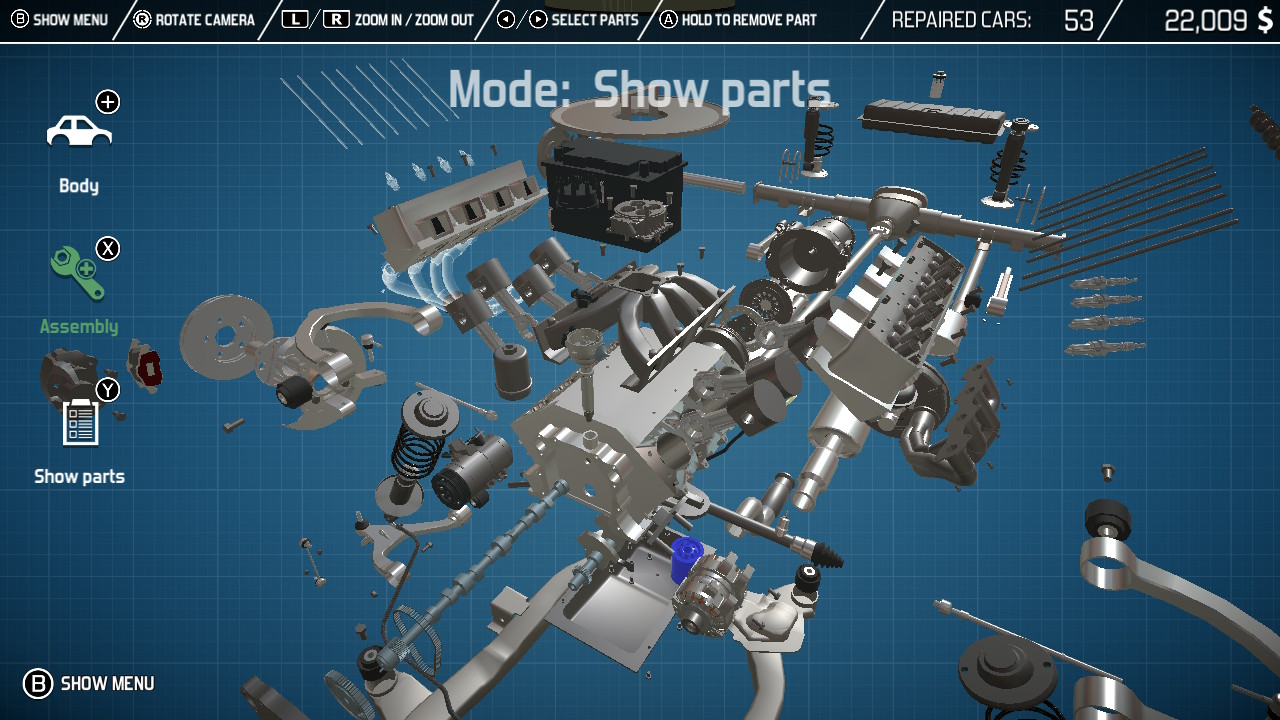 Ⓑ SHOW MENU
Ⓡ ROTATE CAMERA
L / R ZOOM IN / ZOOM OUT
◀ / ▶ SELECT PARTS
Ⓐ HOLD TO REMOVE PART
REPAIRED CARS: 53
22,009 $
Mode: Show parts
+
Body
X
Assembly
Y
Show parts
Ⓑ SHOW MENU